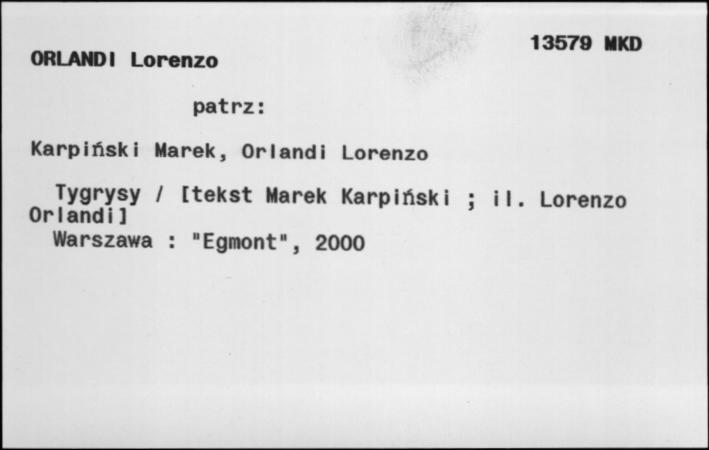 13579 MKD
ORLANDI Lorenzo
patrz:
Karpiński Marek, Orlandi Lorenzo
Tygrysy / [tekst Marek Karpiński ; il. Lorenzo
Orlandi]
Warszawa : "Egmont", 2000